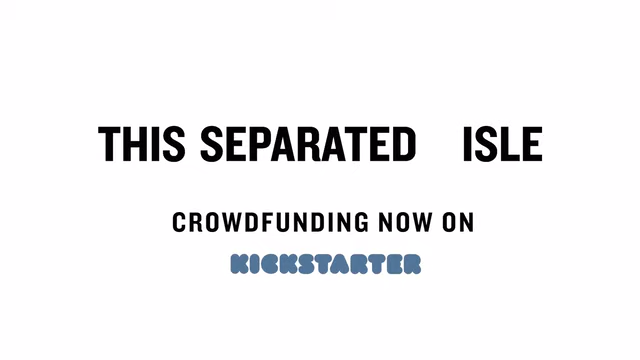 THIS SEPARATED ISLE
CROWDFUNDING NOW ON
KICKSTARTER